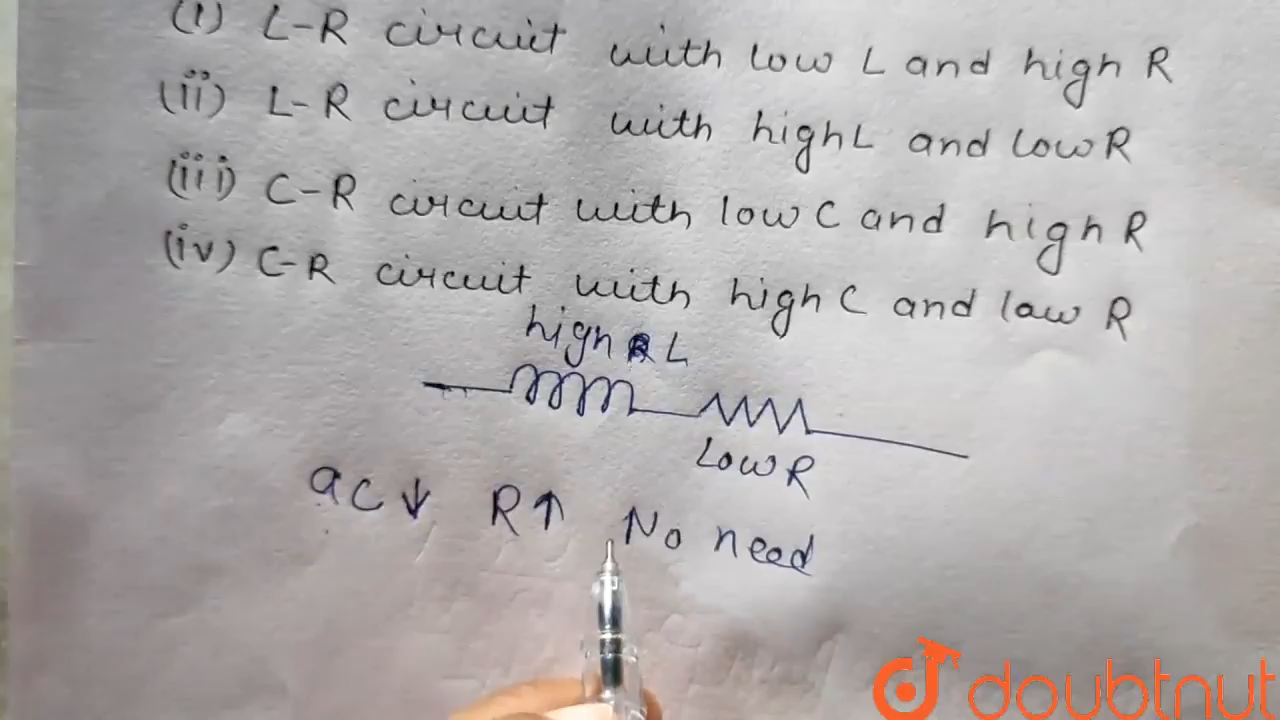 (i) L-R circuit with low L and high R
(ii) L-R circuit with high L and low R
(iii) C-R circuit with low C and high R
(iv) C-R circuit with high C and law R
high L
Low R
ac↓ R↑ No need
doubtnut